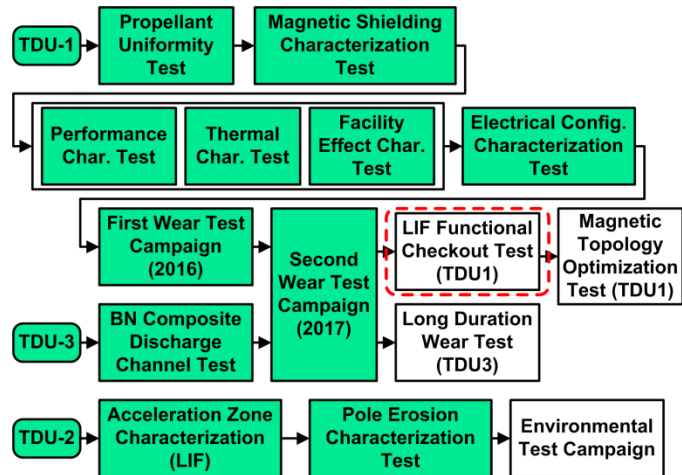 TDU-1
Propellant
Uniformity
Test
Magnetic Shielding
Characterization
Test
Performance
Char. Test
Thermal
Char. Test
Facility
Effect Char.
Test
Electrical Config.
Characterization
Test
First Wear Test
Campaign
(2016)
Second
Wear Test
Campaign
(2017)
LIF Functional
Checkout Test
(TDU1)
Magnetic
Topology
Optimization
Test (TDU1)
TDU-3
BN Composite
Discharge
Channel Test
Long Duration
Wear Test
(TDU3)
TDU-2
Acceleration Zone
Characterization
(LIF)
Pole Erosion
Characterization
Test
Environmental
Test Campaign